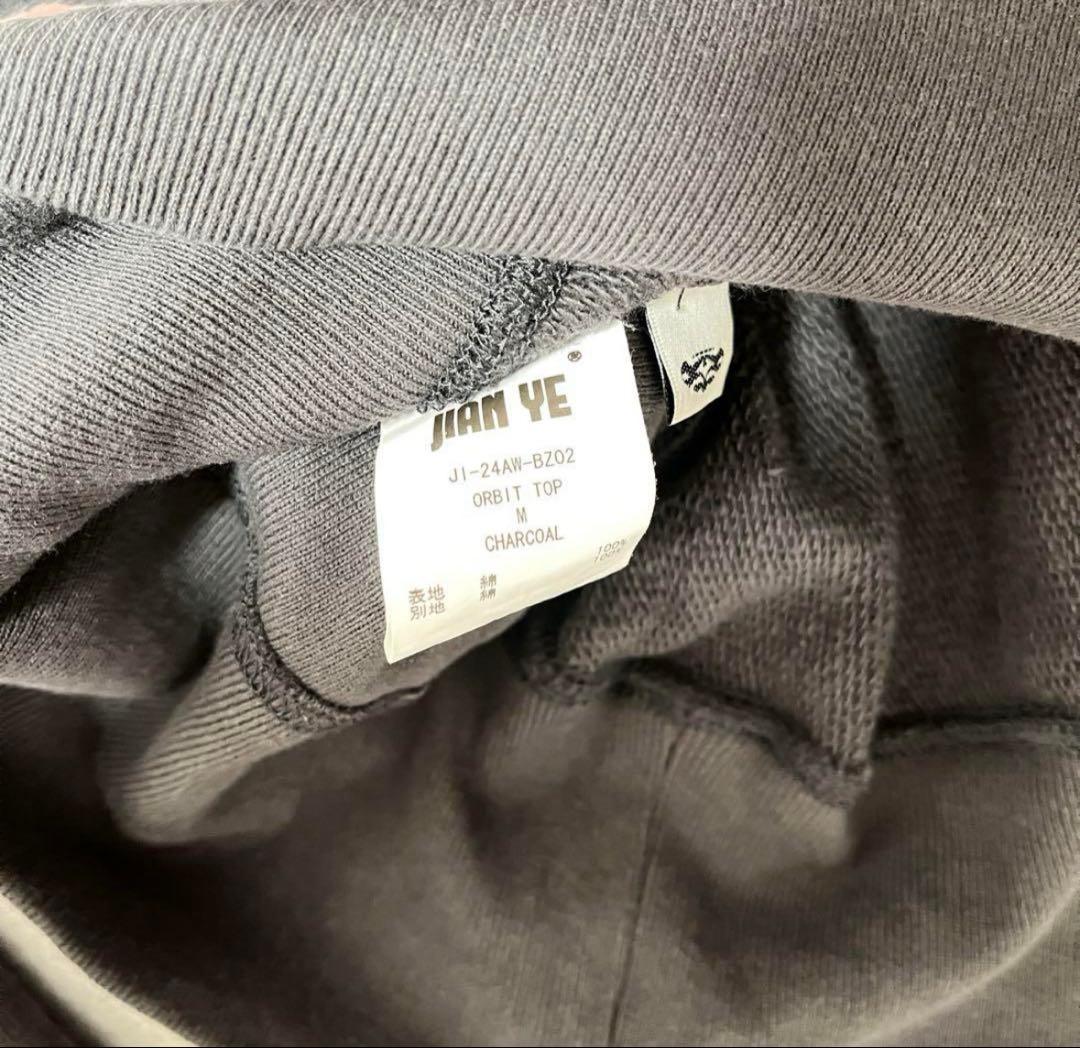 JIAN YE®
JI-24AW-BZ02
ORBIT TOP
M
CHARCOAL
表地 綿 100%
別地 綿 100%